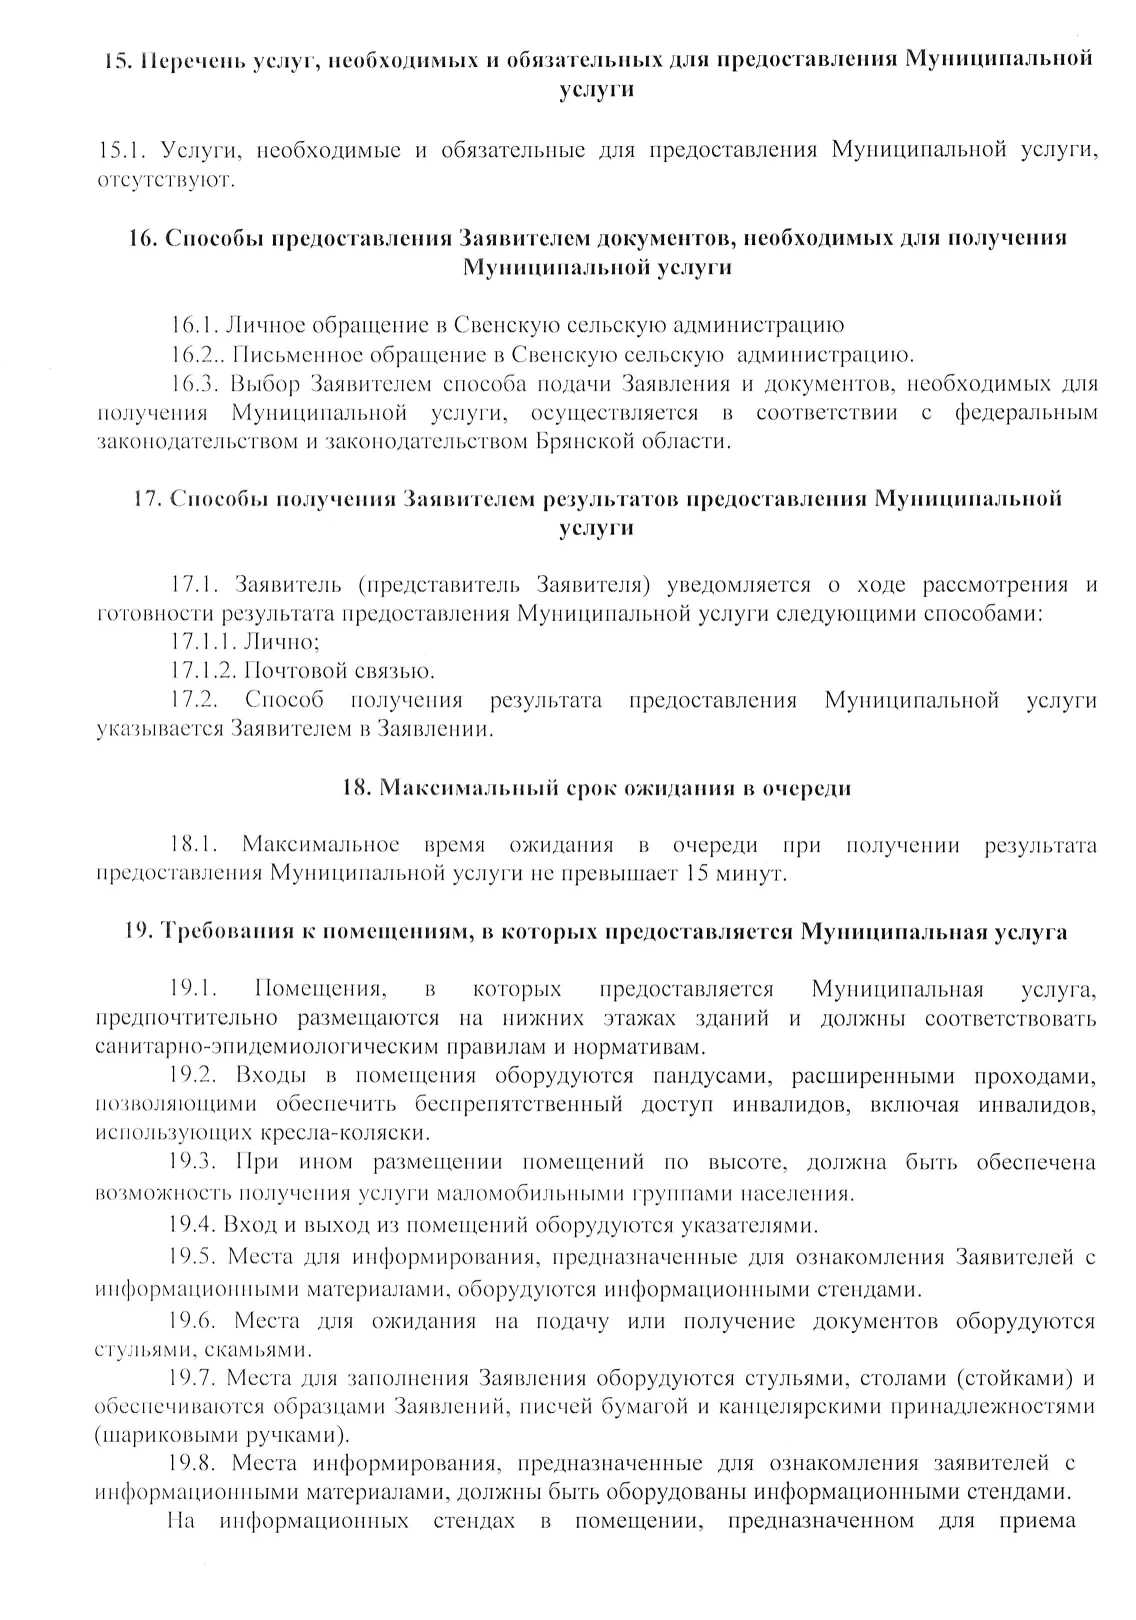 15. Перечень услуг, необходимых и обязательных для предоставления Муниципальной
услуги
15.1. Услуги, необходимые и обязательные для предоставления Муниципальной услуги,
отсутствуют.
16. Способы предоставления Заявителем документов, необходимых для получения
Муниципальной услуги
16.1. Личное обращение в Свенскую сельскую администрацию
16.2.. Письменное обращение в Свенскую сельскую администрацию.
16.3. Выбор Заявителем способа подачи Заявления и документов, необходимых для
получения Муниципальной услуги, осуществляется в соответствии с федеральным
законодательством и законодательством Брянской области.
17. Способы получения Заявителем результатов предоставления Муниципальной
услуги
17.1. Заявитель (представитель Заявителя) уведомляется о ходе рассмотрения и
готовности результата предоставления Муниципальной услуги следующими способами:
17.1.1. Лично;
17.1.2. Почтовой связью.
17.2. Способ получения результата предоставления Муниципальной услуги
указывается Заявителем в Заявлении.
18. Максимальный срок ожидания в очереди
18.1. Максимальное время ожидания в очереди при получении результата
предоставления Муниципальной услуги не превышает 15 минут.
19. Требования к помещениям, в которых предоставляется Муниципальная услуга
19.1. Помещения, в которых предоставляется Муниципальная услуга,
предпочтительно размещаются на нижних этажах зданий и должны соответствовать
санитарно-эпидемиологическим правилам и нормативам.
19.2. Входы в помещения оборудуются пандусами, расширенными проходами,
позволяющими обеспечить беспрепятственный доступ инвалидов, включая инвалидов,
использующих кресла-коляски.
19.3. При ином размещении помещений по высоте, должна быть обеспечена
возможность получения услуги маломобильными группами населения.
19.4. Вход и выход из помещений оборудуются указателями.
19.5. Места для информирования, предназначенные для ознакомления Заявителей с
информационными материалами, оборудуются информационными стендами.
19.6. Места для ожидания на подачу или получение документов оборудуются
стульями, скамьями.
19.7. Места для заполнения Заявления оборудуются стульями, столами (стойками) и
обеспечиваются образцами Заявлений, писчей бумагой и канцелярскими принадлежностями
(шариковыми ручками).
19.8. Места информирования, предназначенные для ознакомления заявителей с
информационными материалами, должны быть оборудованы информационными стендами.
На информационных стендах в помещении, предназначенном для приема